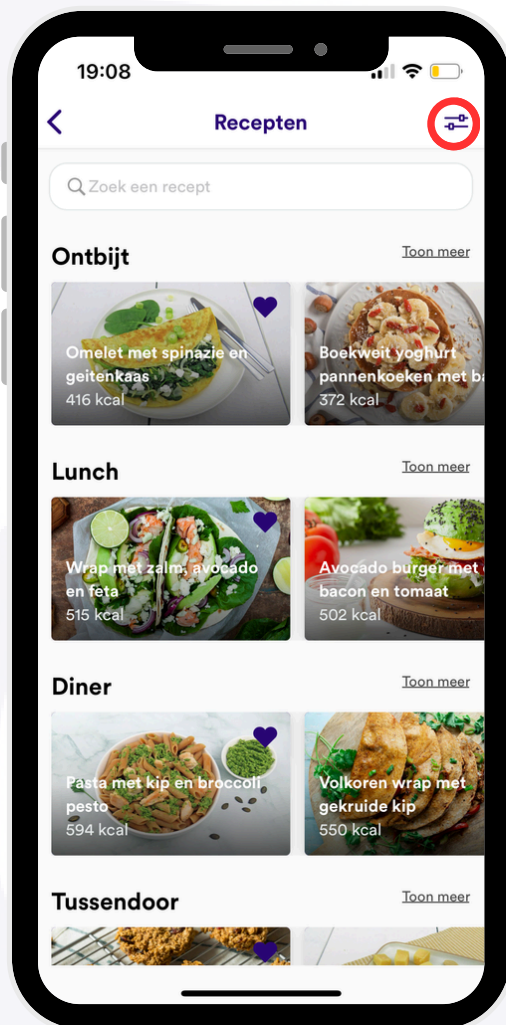 19:08
Recepten
Zoek een recept
Ontbijt
Toon meer
Omelet met spinazie en
geitenkaas
416 kcal
Boekweit yoghurt
pannenkoeken met ba
372 kcal
Lunch
Toon meer
Wrap met zalm, avocado
en feta
515 kcal
Avocado burger met
bacon en tomaat
502 kcal
Diner
Toon meer
Pasta met kip en broccoli
pesto
594 kcal
Volkoren wrap met
gekruide kip
550 kcal
Tussendoor
Toon meer